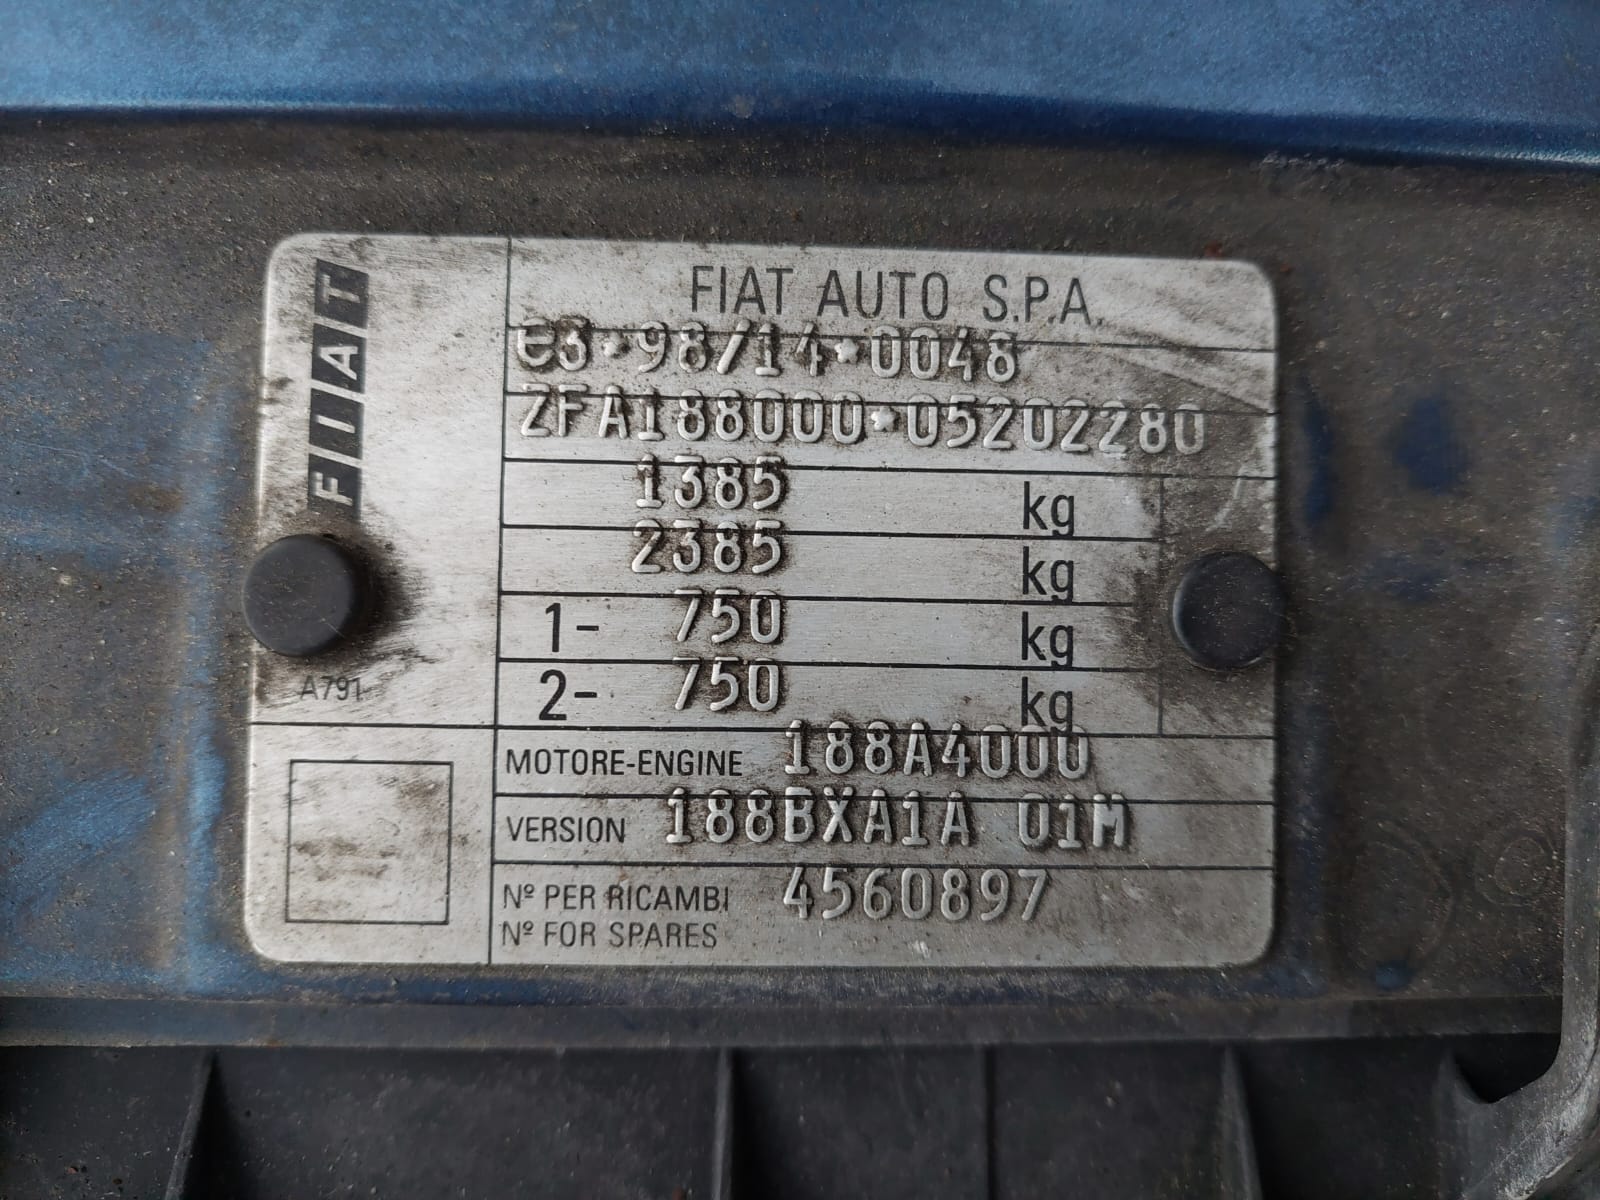 FIAT
FIAT AUTO S.P.A.
e3*98/14*0048
ZFA188000*05202280
1385 kg
2385 kg
1- 750 kg
2- 750 kg
A791
MOTORE-ENGINE 188A4000
VERSION 188BXA1A 01M
Nº PER RICAMBI 4560897
Nº FOR SPARES